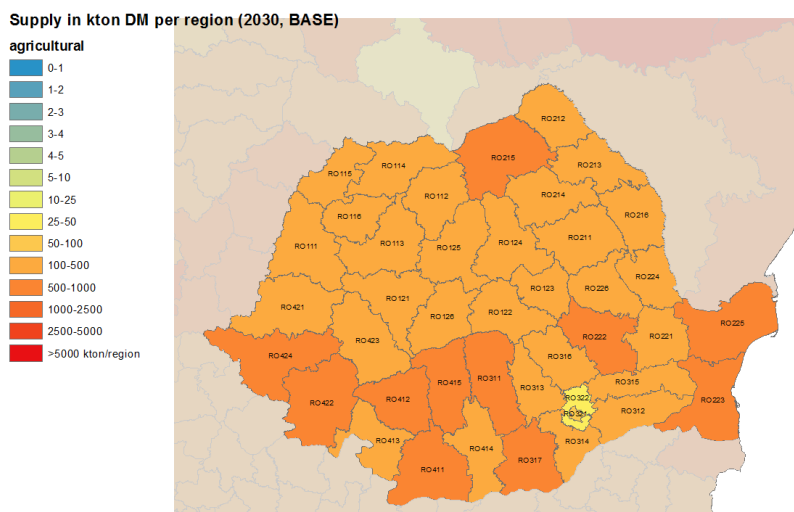 Supply in kton DM per region (2030, BASE)
agricultural
0-1
1-2
2-3
3-4
4-5
5-10
10-25
25-50
50-100
100-500
500-1000
1000-2500
2500-5000
>5000 kton/region
RO212
RO215
RO213
RO114
RO115
RO112
RO214
RO216
RO116
RO211
RO111
RO113
RO125
RO124
RO224
RO123
RO226
RO121
RO421
RO126
RO122
RO225
RO222
RO221
RO423
RO424
RO316
RO311
RO415
RO315
RO313
RO322
RO412
RO223
RO422
RO321
RO312
RO413
RO314
RO414
RO317
RO411